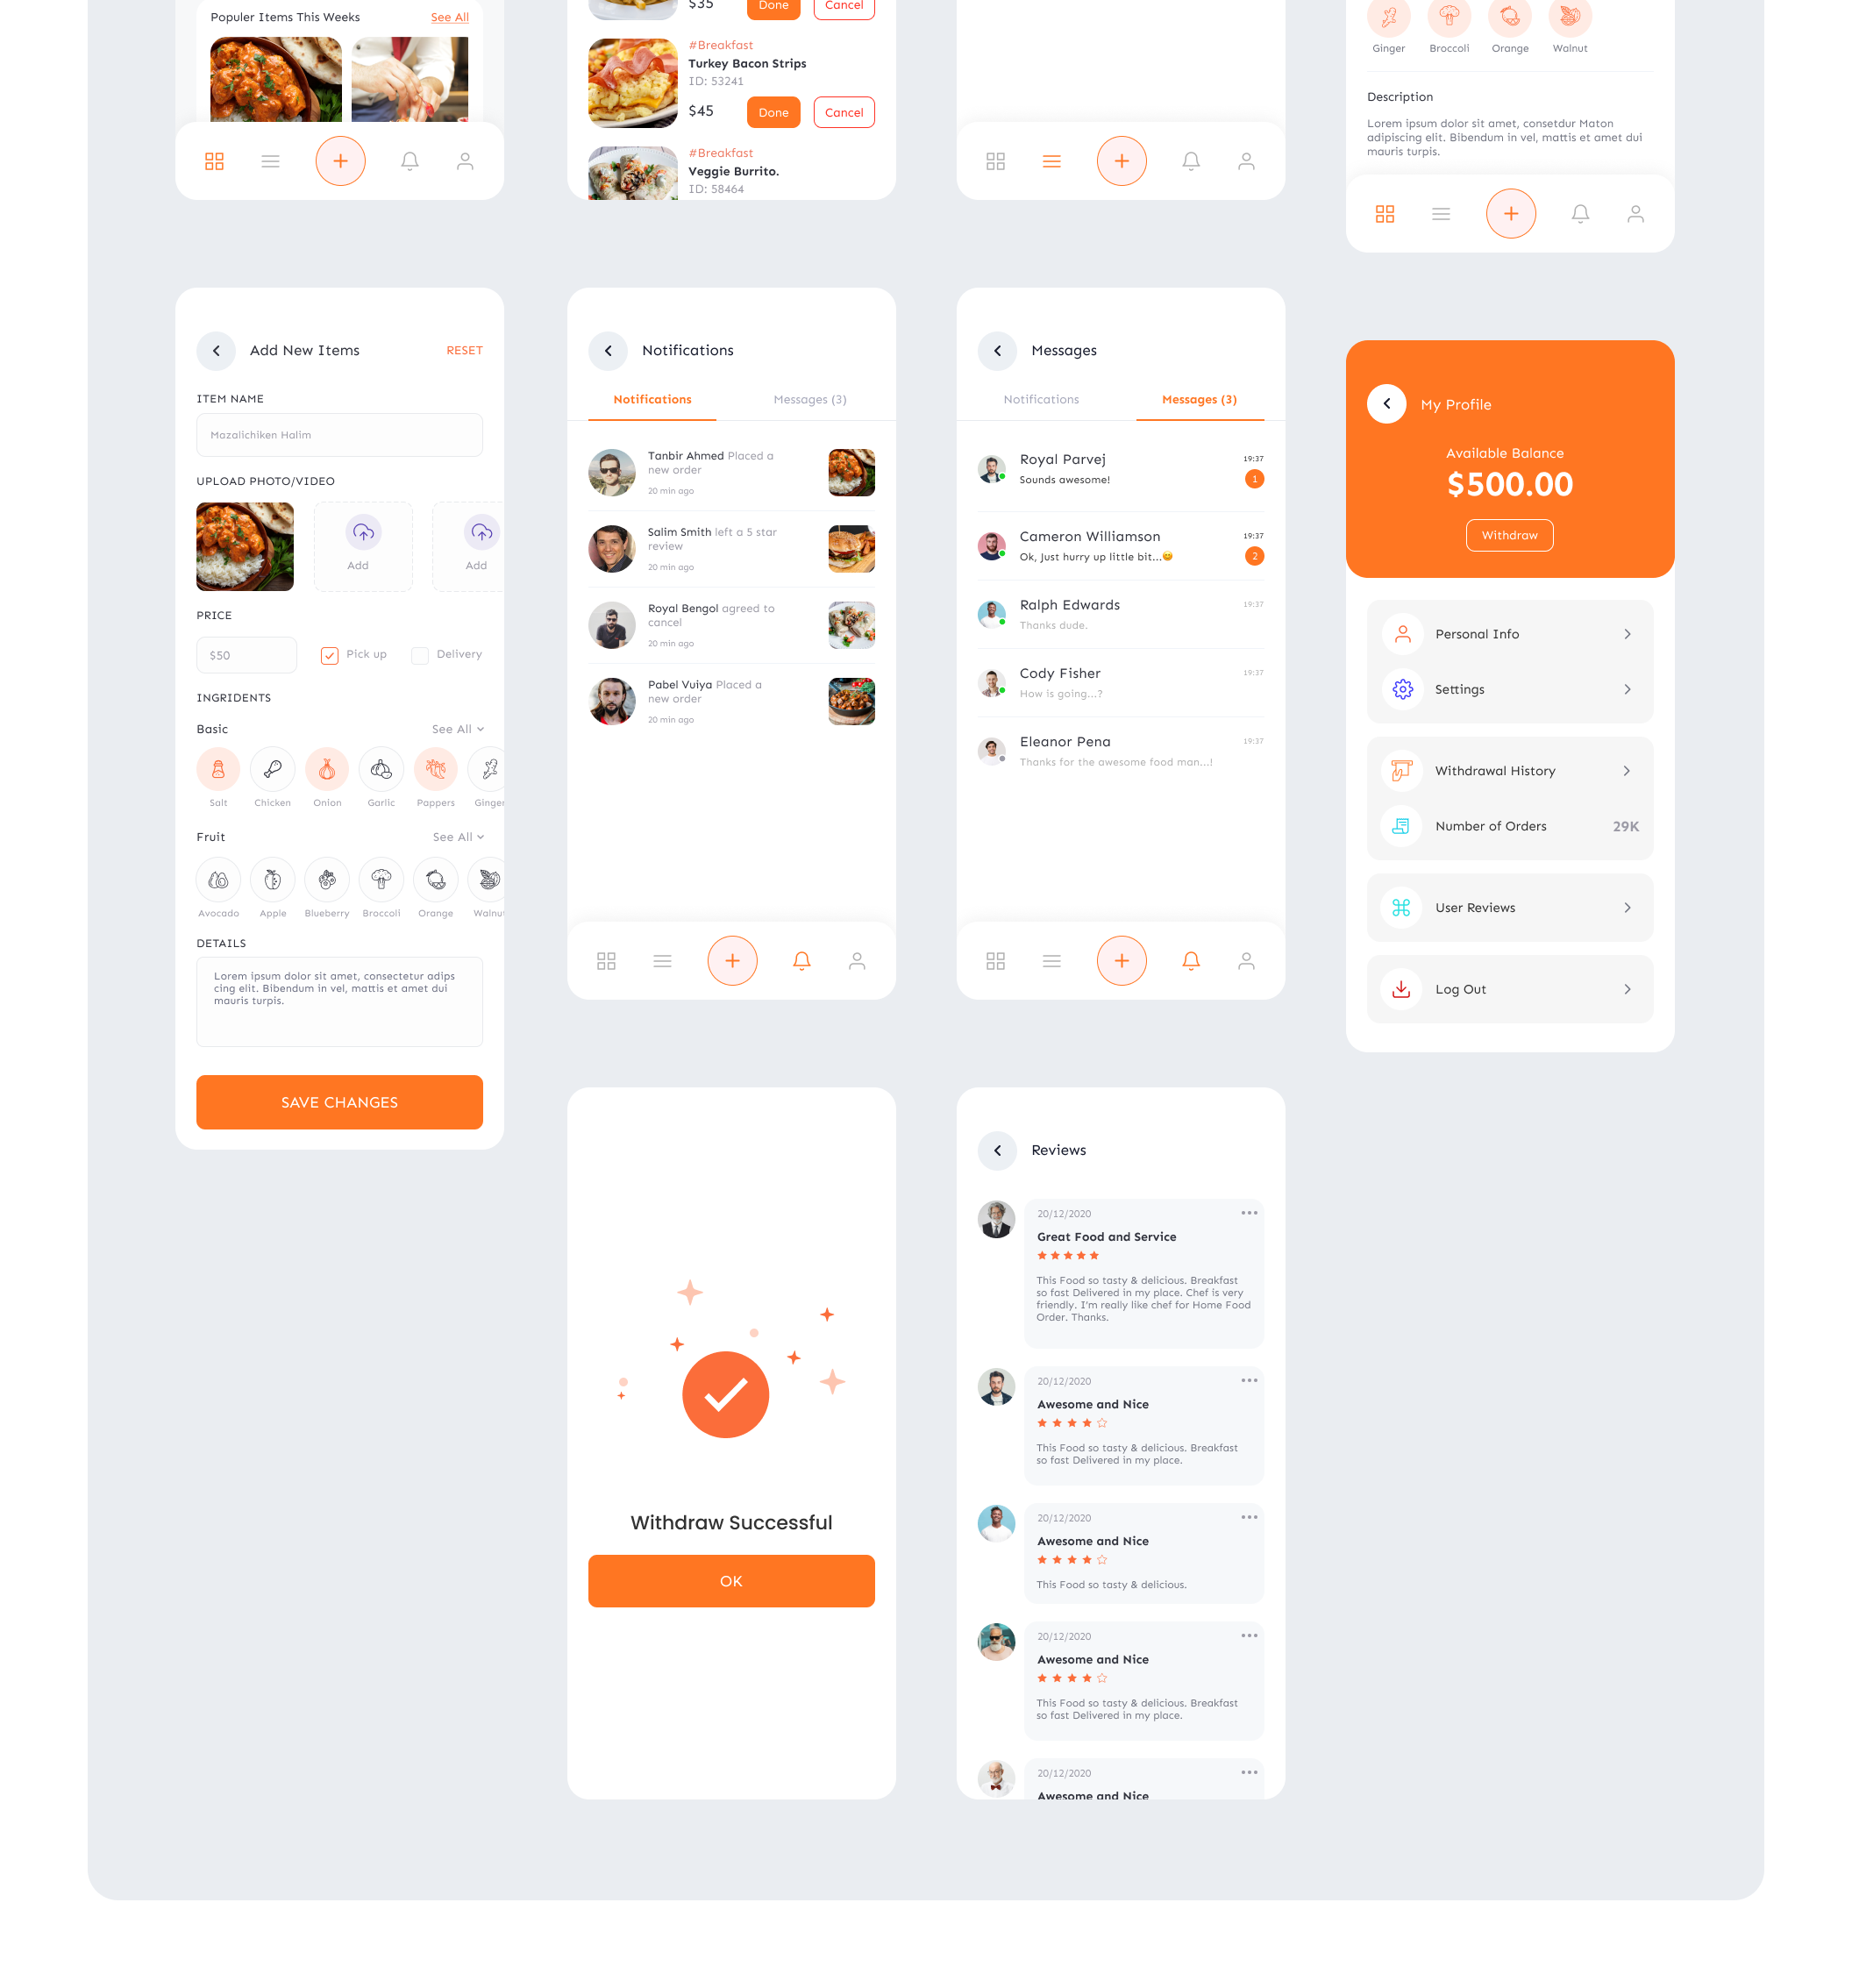 Populer Items This Weeks
See All
$35
Done
Cancel
#Breakfast
Turkey Bacon Strips
ID: 53241
$45
Done
Cancel
#Breakfast
Veggie Burrito.
ID: 58464
Ginger
Broccoli
Orange
Walnut
Description
Lorem ipsum dolor sit amet, consetdur Maton
adipiscing elit. Bibendum in vel, mattis et amet dui
mauris turpis.
Add New Items
RESET
ITEM NAME
Mazalichiken Halim
UPLOAD PHOTO/VIDEO
Add
Add
PRICE
$50
Pick up
Delivery
INGRIDENTS
Basic
See All
Salt
Chicken
Onion
Garlic
Pappers
Ginger
Fruit
See All
Avocado
Apple
Blueberry
Broccoli
Orange
Walnut
DETAILS
Lorem ipsum dolor sit amet, consectetur adips
cing elit. Bibendum in vel, mattis et amet dui
mauris turpis.
SAVE CHANGES
Notifications
Notifications
Messages (3)
Tanbir Ahmed Placed a
new order
20 min ago
Salim Smith left a 5 star
review
20 min ago
Royal Bengol agreed to
cancel
20 min ago
Pabel Vuiya Placed a
new order
20 min ago
Messages
Notifications
Messages (3)
Royal Parvej
19:37
Sounds awesome!
1
Cameron Williamson
19:37
Ok, Just hurry up little bit...😄
2
Ralph Edwards
19:37
Thanks dude.
Cody Fisher
19:37
How is going...?
Eleanor Pena
19:37
Thanks for the awesome food man...!
My Profile
Available Balance
$500.00
Withdraw
Personal Info
Settings
Withdrawal History
Number of Orders
29K
User Reviews
Log Out
Withdraw Successful
OK
Reviews
20/12/2020
Great Food and Service
This Food so tasty & delicious. Breakfast
so fast Delivered in my place. Chef is very
friendly. I'm really like chef for Home Food
Order. Thanks.
20/12/2020
Awesome and Nice
This Food so tasty & delicious. Breakfast
so fast Delivered in my place.
20/12/2020
Awesome and Nice
This Food so tasty & delicious.
20/12/2020
Awesome and Nice
This Food so tasty & delicious. Breakfast
so fast Delivered in my place.
20/12/2020
Awesome and Nice